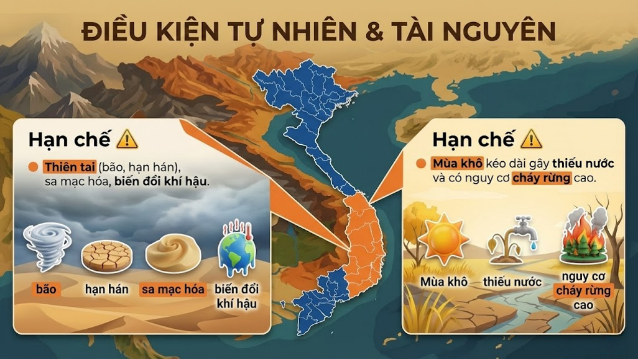 ĐIỀU KIỆN TỰ NHIÊN & TÀI NGUYÊN
Hạn chế
Thiên tai (bão, hạn hán),
sa mạc hóa, biến đổi khí hậu.
bão
hạn hán
sa mạc hóa
biến đổi
khí hậu
Hạn chế
Mùa khô kéo dài gây thiếu nước
và có nguy cơ cháy rừng cao.
Mùa khô
thiếu nước
nguy cơ
cháy rừng
cao